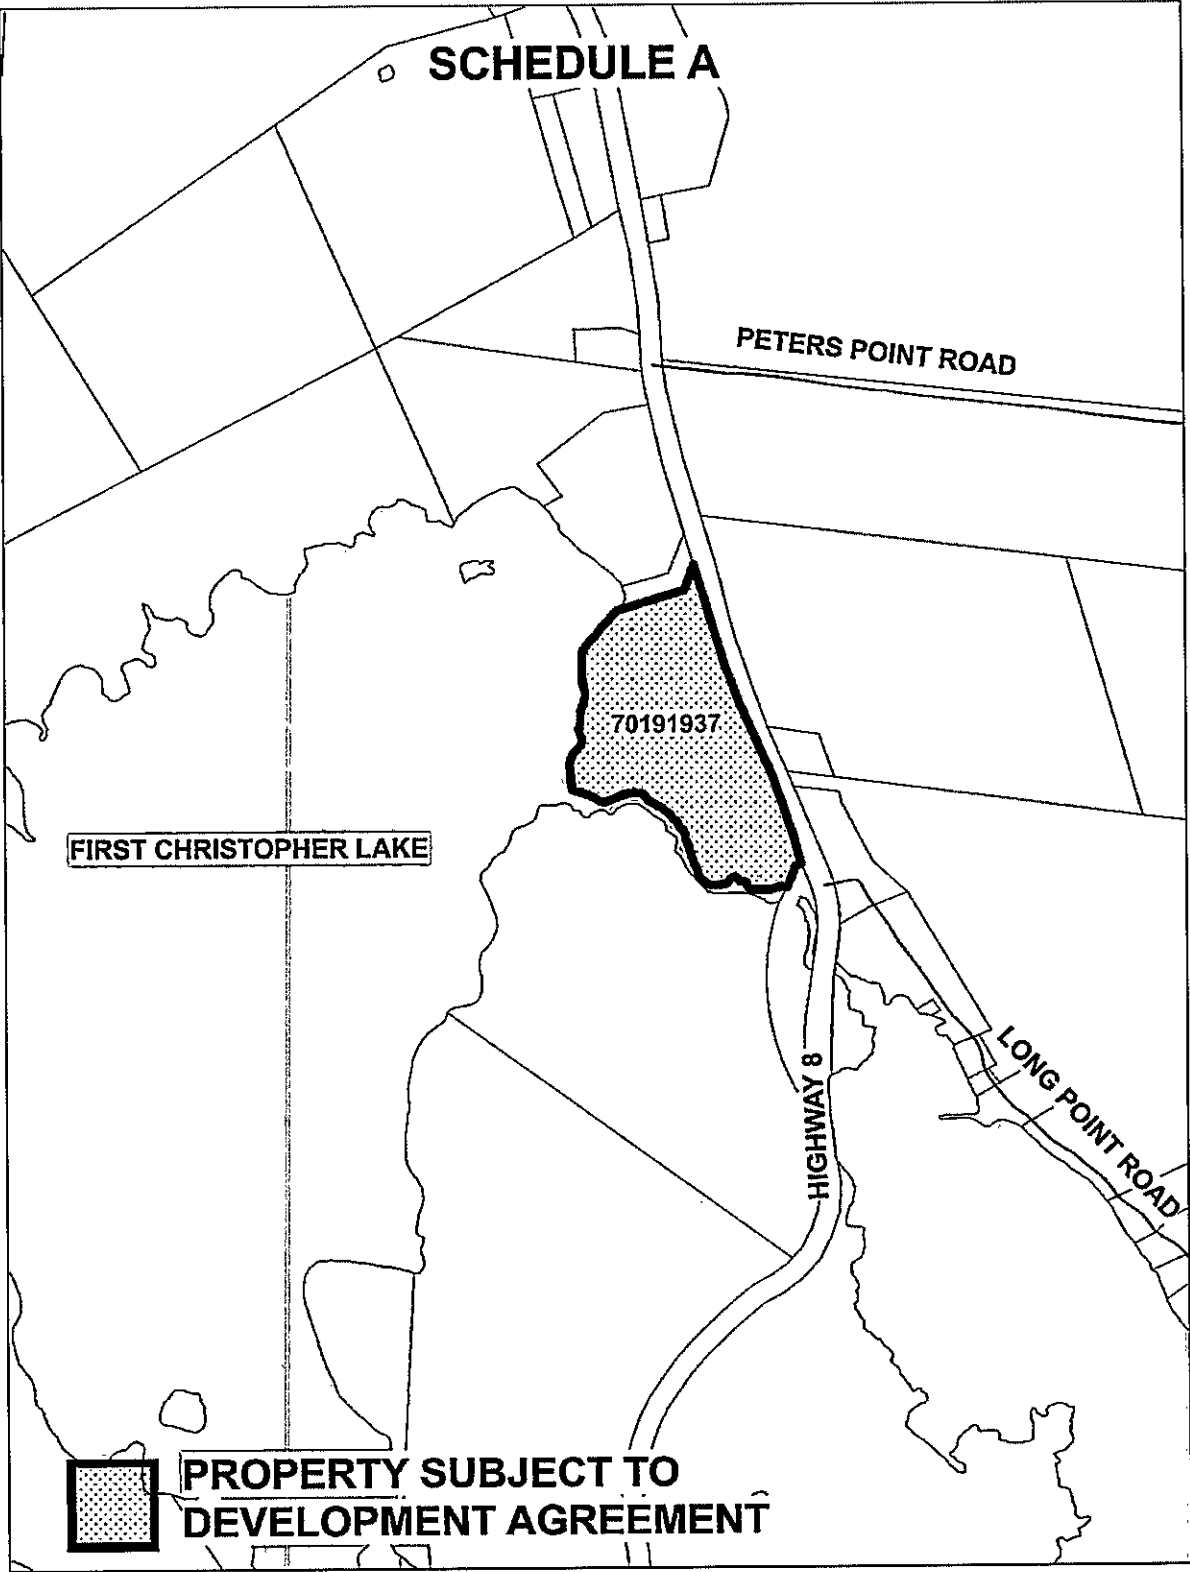 SCHEDULE A
PETERS POINT ROAD
70191937
FIRST CHRISTOPHER LAKE
LONG POINT ROAD
HIGHWAY 8
PROPERTY SUBJECT TO
DEVELOPMENT AGREEMENT